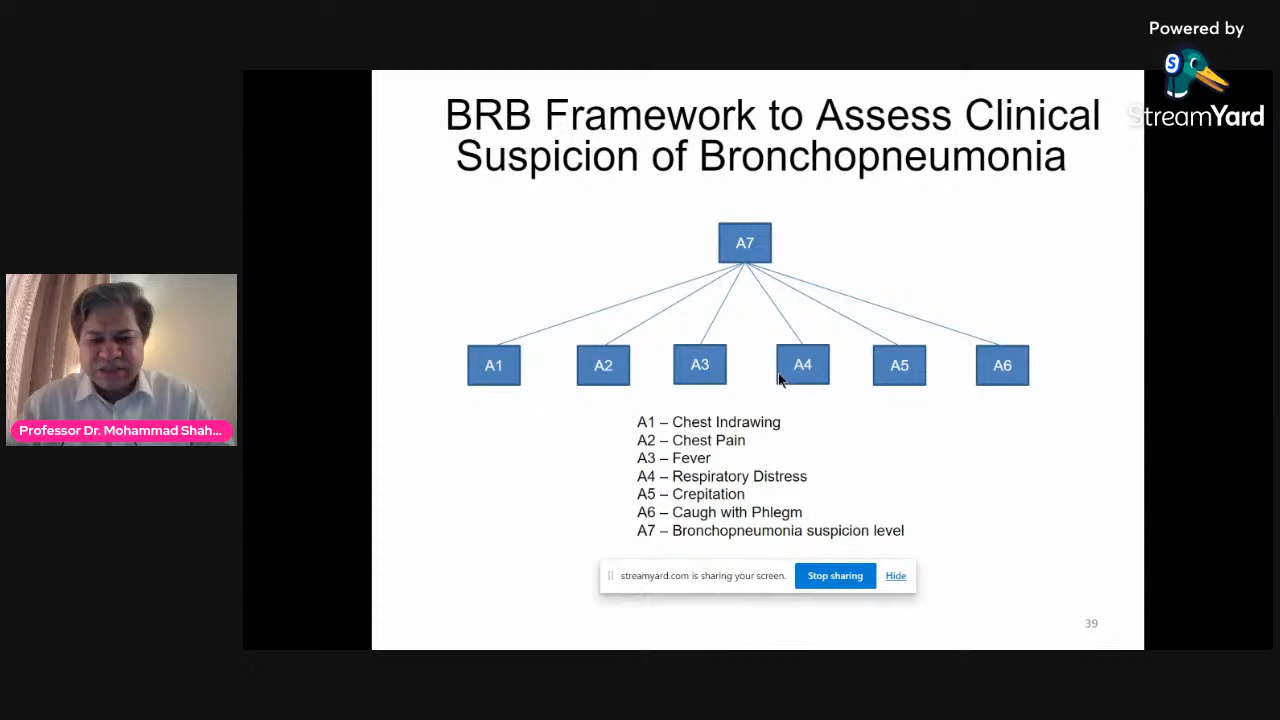 Powered by
StreamYard
BRB Framework to Assess Clinical
Suspicion of Bronchopneumonia
A7
A1 A2 A3 A4 A5 A6
A1 – Chest Indrawing
A2 – Chest Pain
A3 – Fever
A4 – Respiratory Distress
A5 – Crepitation
A6 – Caugh with Phlegm
A7 – Bronchopneumonia suspicion level
streamyard.com is sharing your screen. Stop sharing Hide
39
Professor Dr. Mohammad Shah...